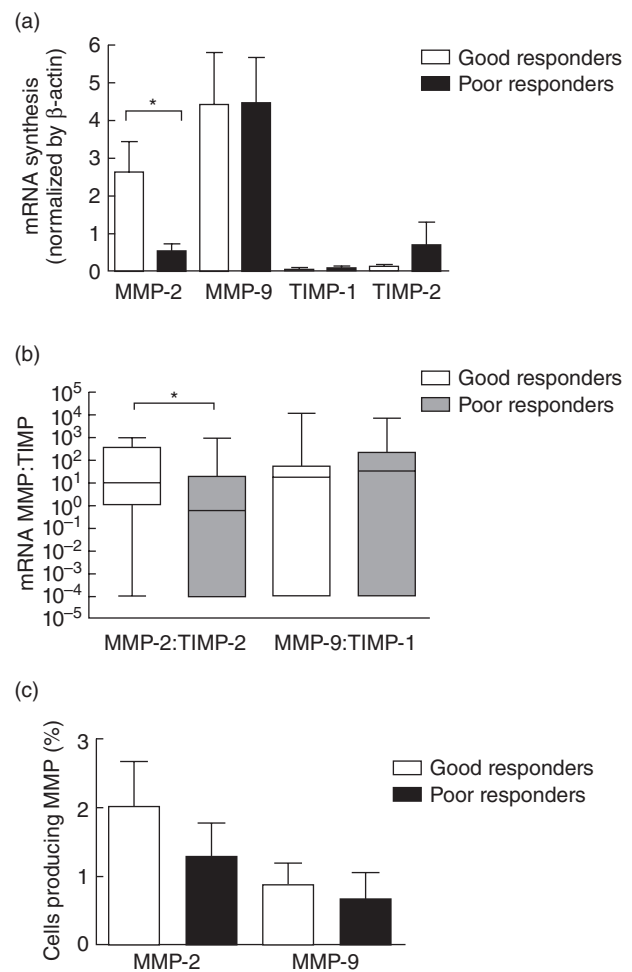 (a)
mRNA synthesis
(normalized by β-actin)
6
5
4
3
2
1
0
*
Good responders
Poor responders
MMP-2 MMP-9 TIMP-1 TIMP-2
(b)
mRNA MMP:TIMP
10⁵
10⁴
10³
10²
10¹
10⁰
10⁻¹
10⁻²
10⁻³
10⁻⁴
10⁻⁵
*
Good responders
Poor responders
MMP-2:TIMP-2 MMP-9:TIMP-1
(c)
Cells producing MMP (%)
3
2
1
0
Good responders
Poor responders
MMP-2 MMP-9